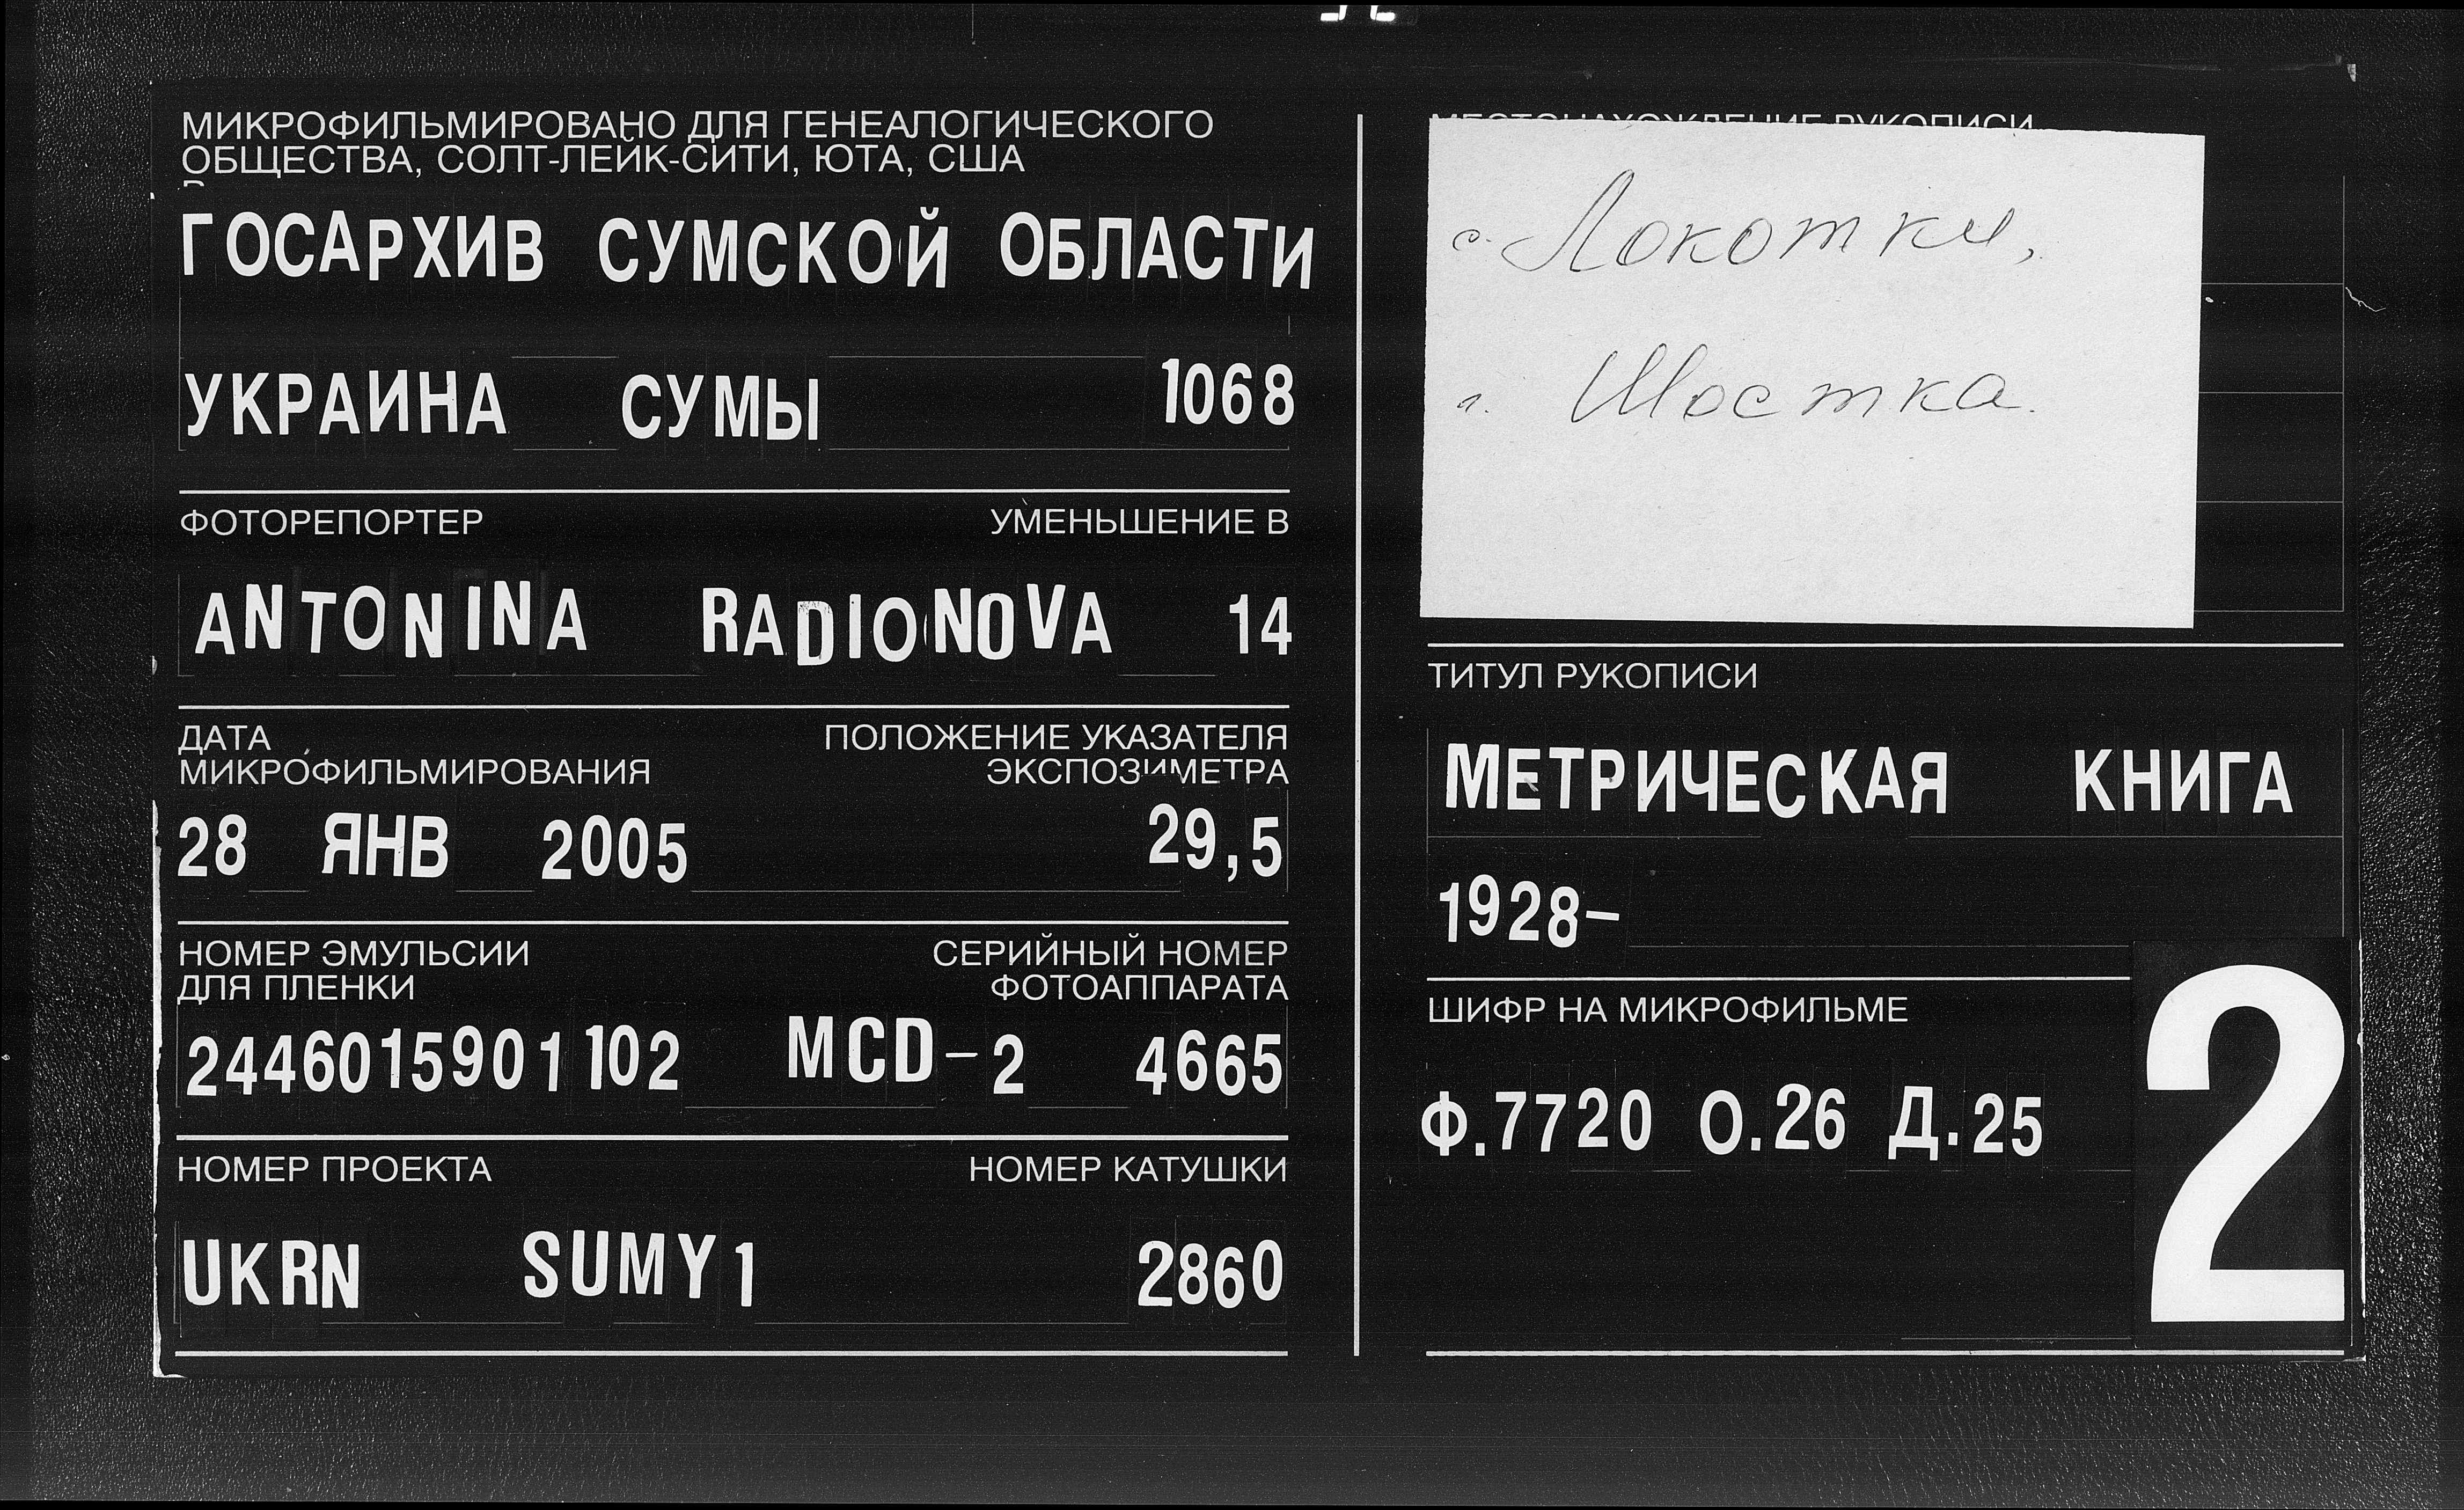 МИКРОФИЛЬМИРОВАНО ДЛЯ ГЕНЕАЛОГИЧЕСКОГО
ОБЩЕСТВА, СОЛТ-ЛЕЙК-СИТИ, ЮТА, США
ГОСАРХИВ СУМСКОЙ ОБЛАСТИ
УКРАИНА СУМЫ 1068
ФОТОРЕПОРТЕР УМЕНЬШЕНИЕ В
ANTONINA RADIONOVA 14
ДАТА ПОЛОЖЕНИЕ УКАЗАТЕЛЯ
МИКРОФИЛЬМИРОВАНИЯ ЭКСПОЗИМЕТРА
28 ЯНВ 2005 29,5
НОМЕР ЭМУЛЬСИИ СЕРИЙНЫЙ НОМЕР
ДЛЯ ПЛЕНКИ ФОТОАППАРАТА
2446015901102 MCD-2 4665
НОМЕР ПРОЕКТА НОМЕР КАТУШКИ
UKRN SUMY1 2860
МЕСТОНАХОЖДЕНИЕ РУКОПИСИ
с. Локотки,
г. Шостка.
ТИТУЛ РУКОПИСИ
МЕТРИЧЕСКАЯ КНИГА
1928-
ШИФР НА МИКРОФИЛЬМЕ
Ф.7720 О.26 Д.25
2